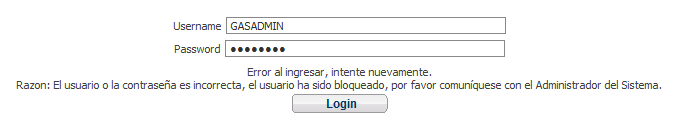 Username GASADMIN
Password ●●●●●●●●
Error al ingresar, intente nuevamente.
Razon: El usuario o la contraseña es incorrecta, el usuario ha sido bloqueado, por favor comuníquese con el Administrador del Sistema.
Login